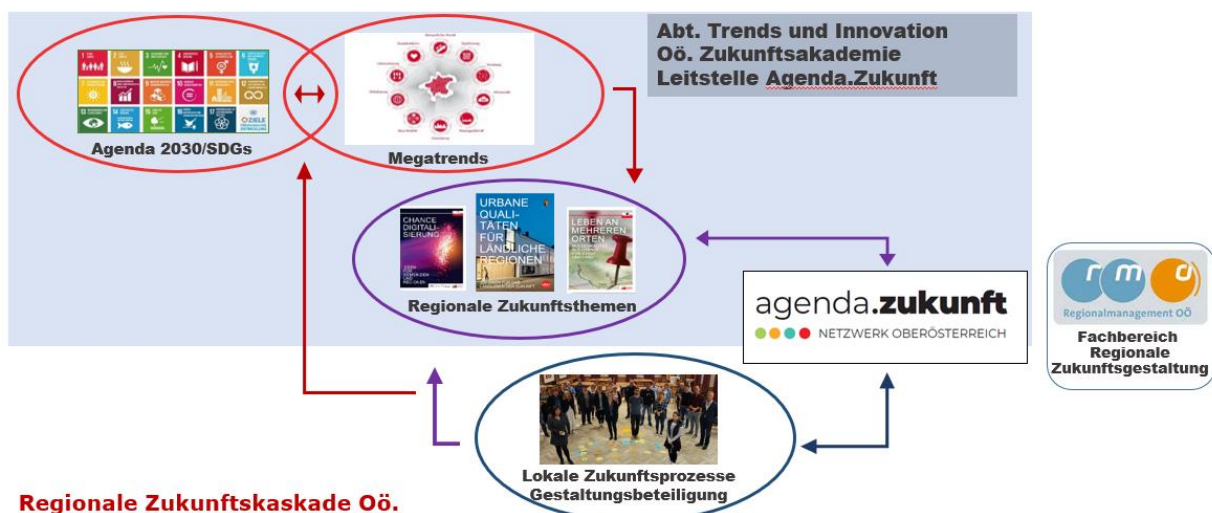 Abt. Trends und Innovation
Oö. Zukunftsakademie
Leitstelle Agenda.Zukunft
Agenda 2030/SDGs
Megatrends
CHANCE
DIGITALI-
SIERUNG
URBANE
QUALI-
TÄTEN
FÜR
LÄNDLICHE
REGIONEN
LEBEN AN
MEHREREN
ORTEN
Regionale Zukunftsthemen
agenda.zukunft
NETZWERK OBERÖSTERREICH
rmd
Regionalmanagement OÖ
Fachbereich
Regionale
Zukunftsgestaltung
Lokale Zukunftsprozesse
Gestaltungsbeteiligung
Regionale Zukunftskaskade Oö.